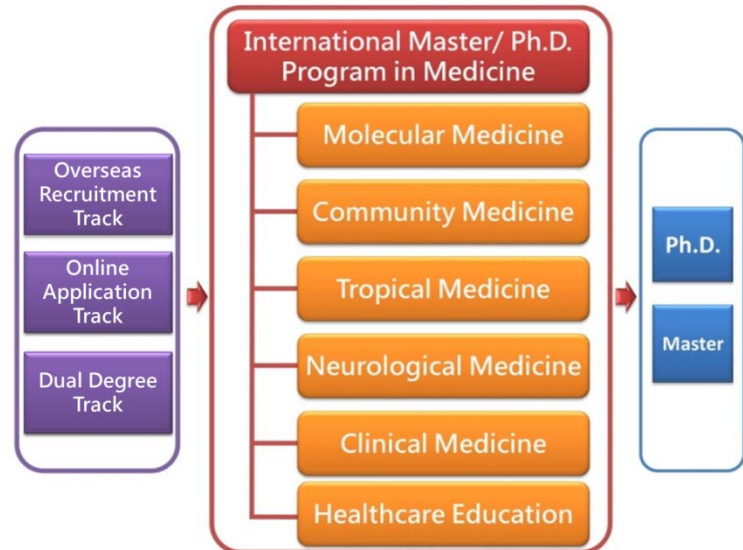 Overseas
Recruitment
Track
Online
Application
Track
Dual Degree
Track
International Master/ Ph.D.
Program in Medicine
Molecular Medicine
Community Medicine
Tropical Medicine
Neurological Medicine
Clinical Medicine
Healthcare Education
Ph.D.
Master